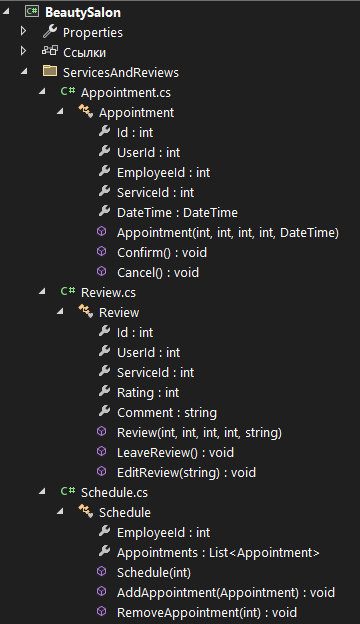 BeautySalon
Properties
Ссылки
ServicesAndReviews
C# Appointment.cs
Appointment
Id : int
UserId : int
EmployeeId : int
ServiceId : int
DateTime : DateTime
Appointment(int, int, int, int, DateTime)
Confirm() : void
Cancel() : void
C# Review.cs
Review
Id : int
UserId : int
ServiceId : int
Rating : int
Comment : string
Review(int, int, int, int, string)
LeaveReview() : void
EditReview(string) : void
C# Schedule.cs
Schedule
EmployeeId : int
Appointments : List<Appointment>
Schedule(int)
AddAppointment(Appointment) : void
RemoveAppointment(int) : void